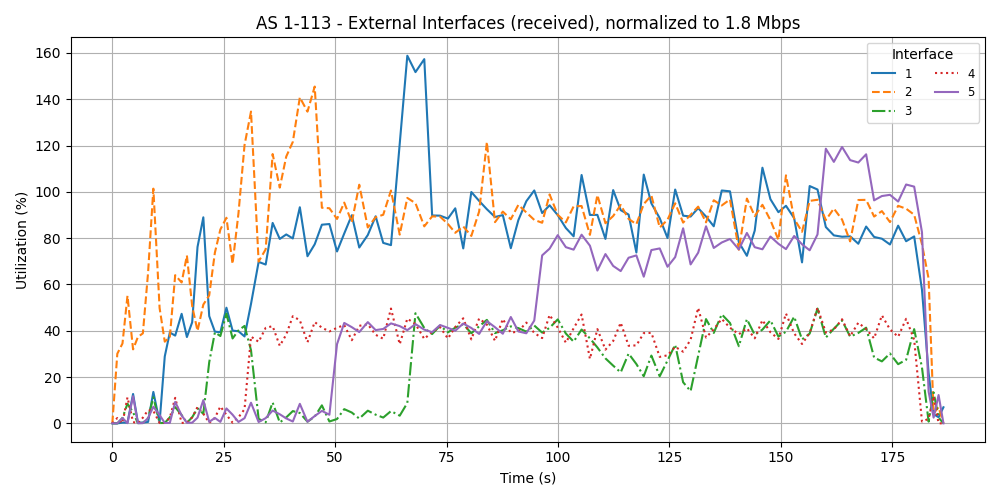 AS 1-113 - External Interfaces (received), normalized to 1.8 Mbps
Interface
1
2
3
4
5
Utilization (%)
160
140
120
100
80
60
40
20
0
0 25 50 75 100 125 150 175
Time (s)